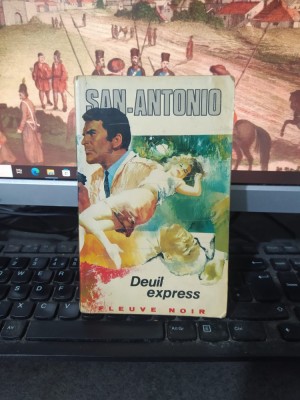 SAN-ANTONIO
Deuil
express
FLEUVE NOIR